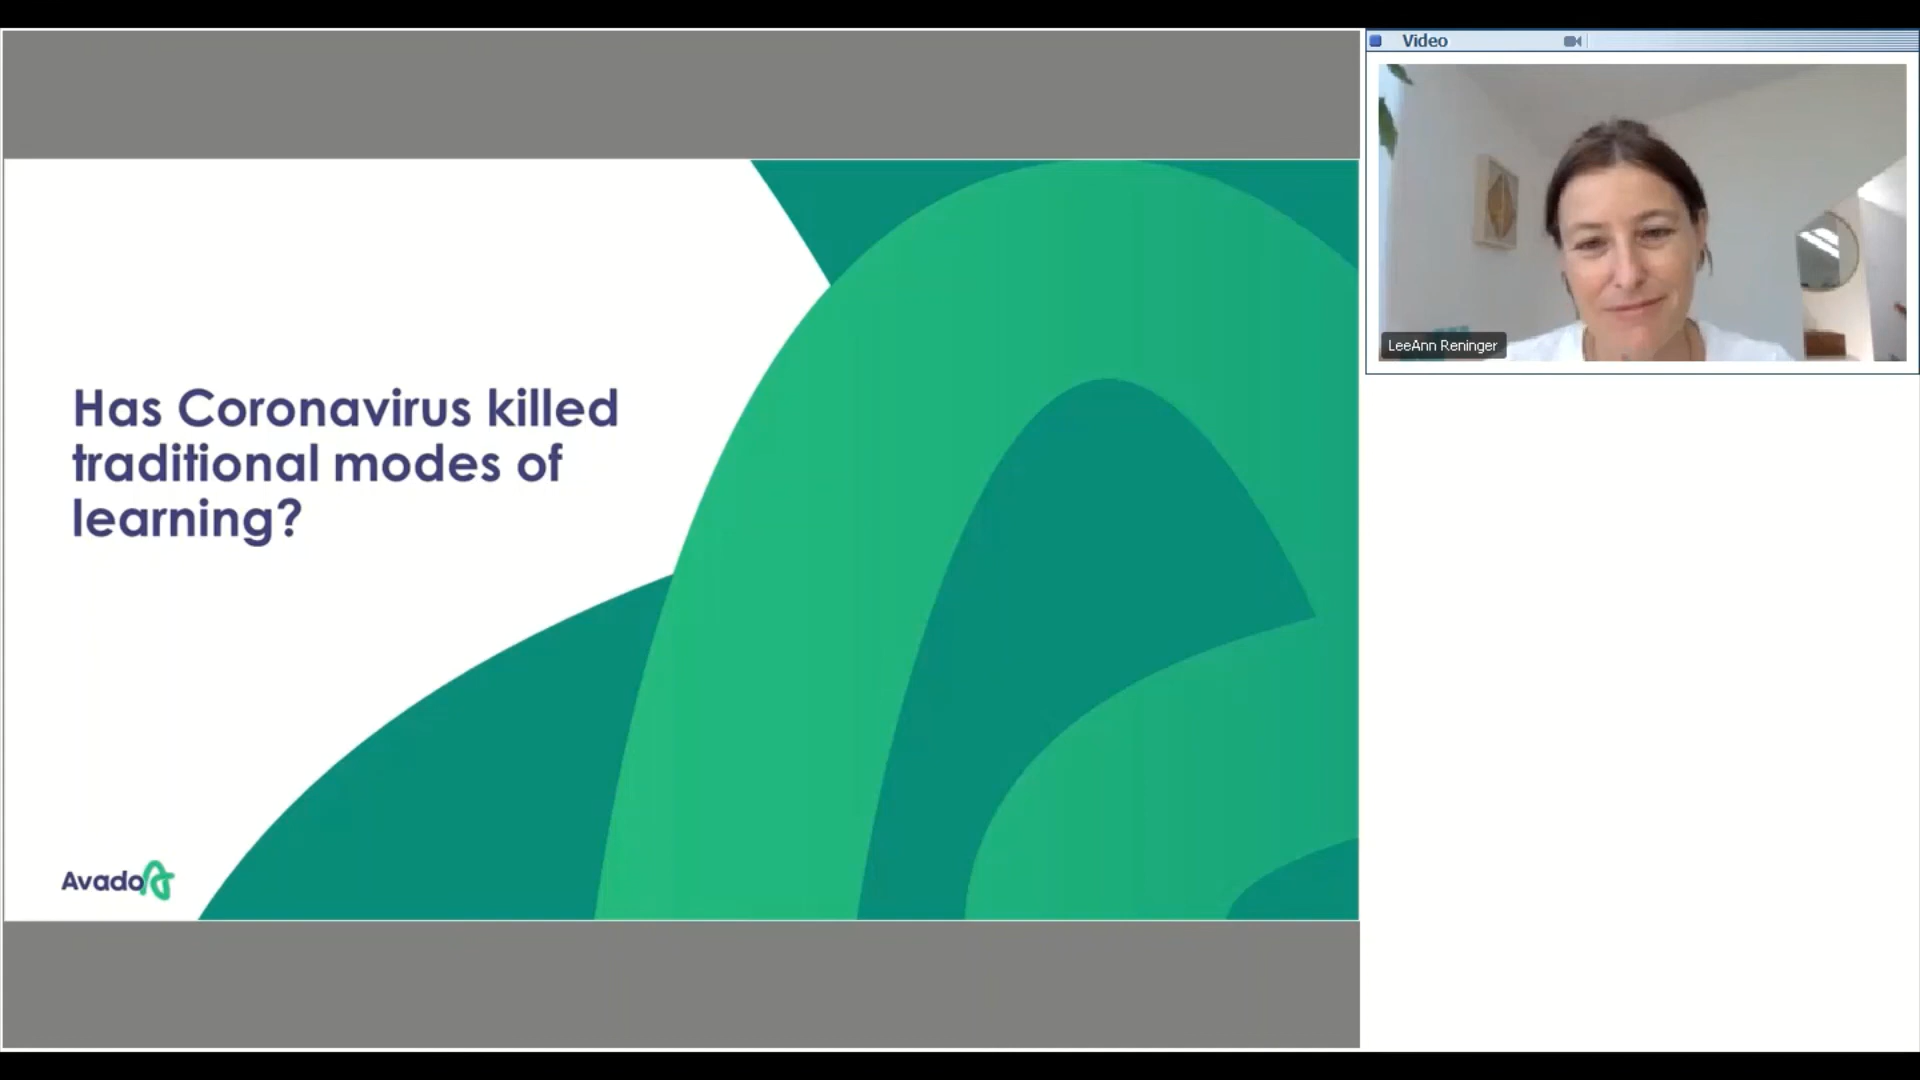 Has Coronavirus killed
traditional modes of
learning?
Avado
Video
LeeAnn Reninger